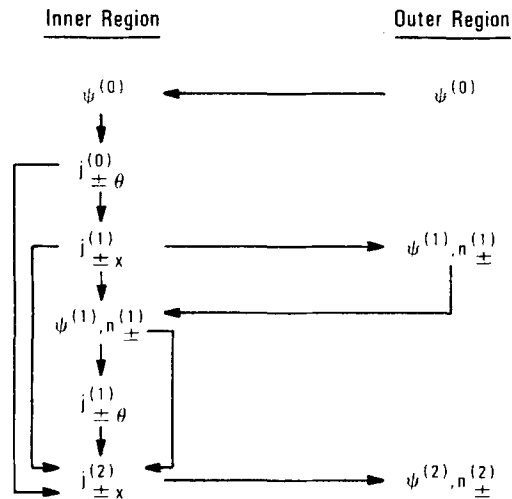 Inner Region Outer Region
ψ(0) ψ(0)
j(0)±θ
j(1)±x ψ(1),n(1)±
ψ(1),n(1)±
j(1)±θ
j(2)±x ψ(2),n(2)±